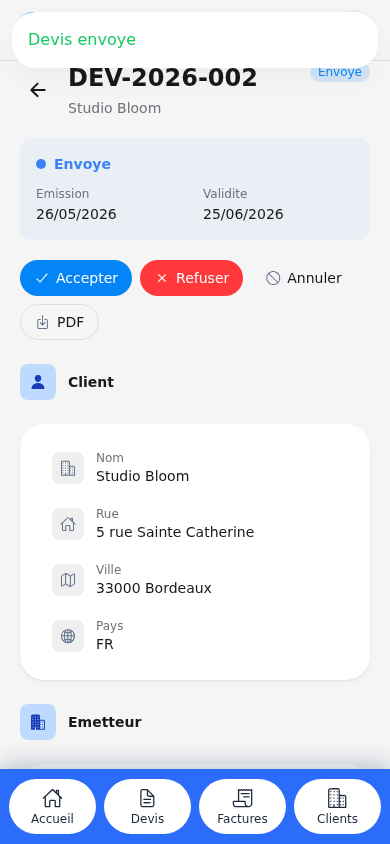 Devis envoye
DEV-2026-002
Envoye
Studio Bloom
Envoye
Emission
Validite
26/05/2026
25/06/2026
Accepter
Refuser
Annuler
PDF
Client
Nom
Studio Bloom
Rue
5 rue Sainte Catherine
Ville
33000 Bordeaux
Pays
FR
Emetteur
Accueil
Devis
Factures
Clients